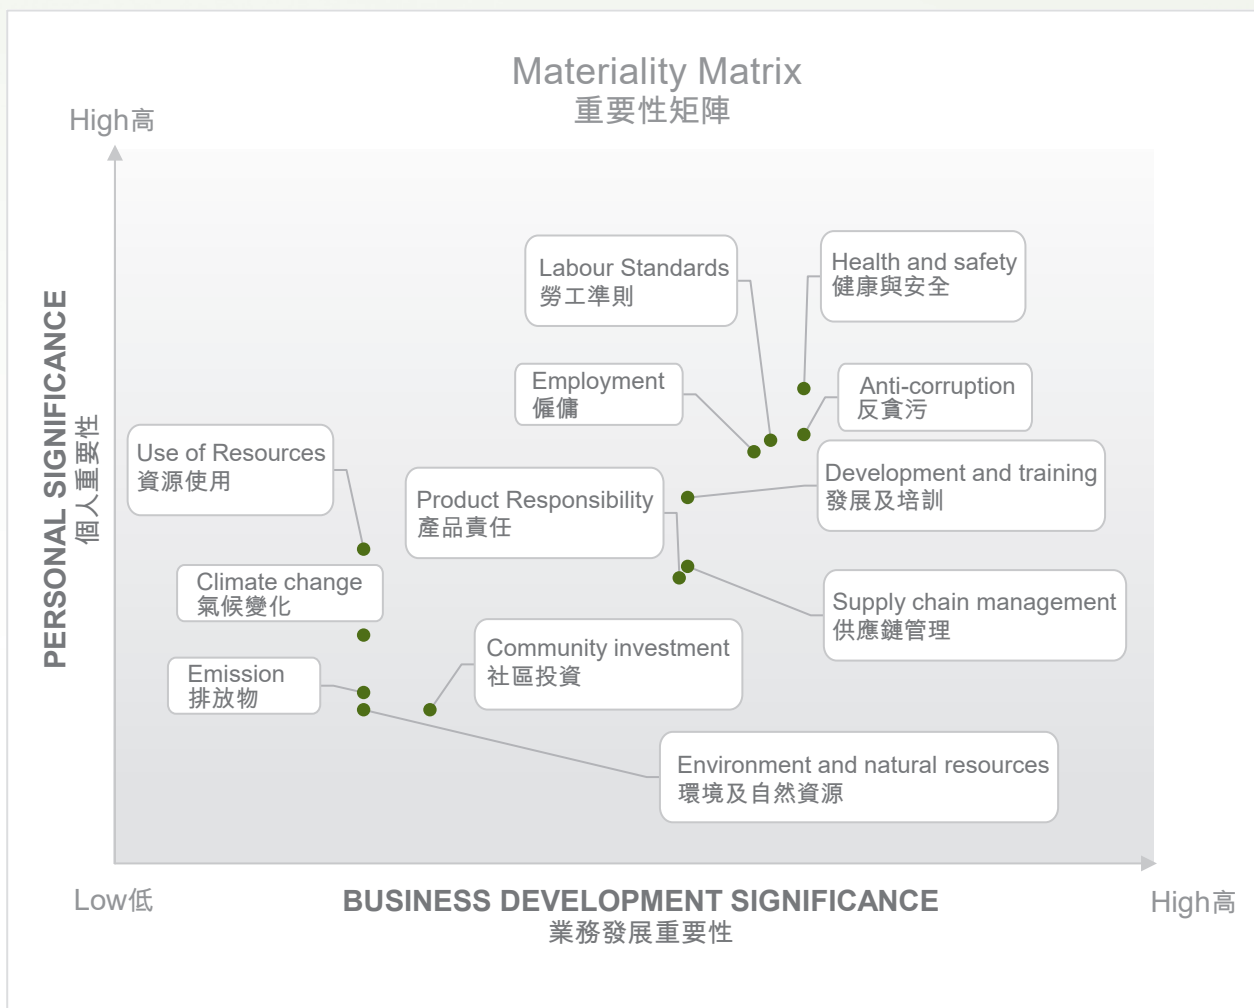 Materiality Matrix
重要性矩陣
High高
Labour Standards
勞工準則
Health and safety
健康與安全
Employment
僱傭
Anti-corruption
反貪污
Use of Resources
資源使用
Product Responsibility
產品責任
Development and training
發展及培訓
Climate change
氣候變化
Supply chain management
供應鏈管理
Community investment
社區投資
Emission
排放物
Environment and natural resources
環境及自然資源
PERSONAL SIGNIFICANCE
個人重要性
Low低
BUSINESS DEVELOPMENT SIGNIFICANCE
業務發展重要性
High高